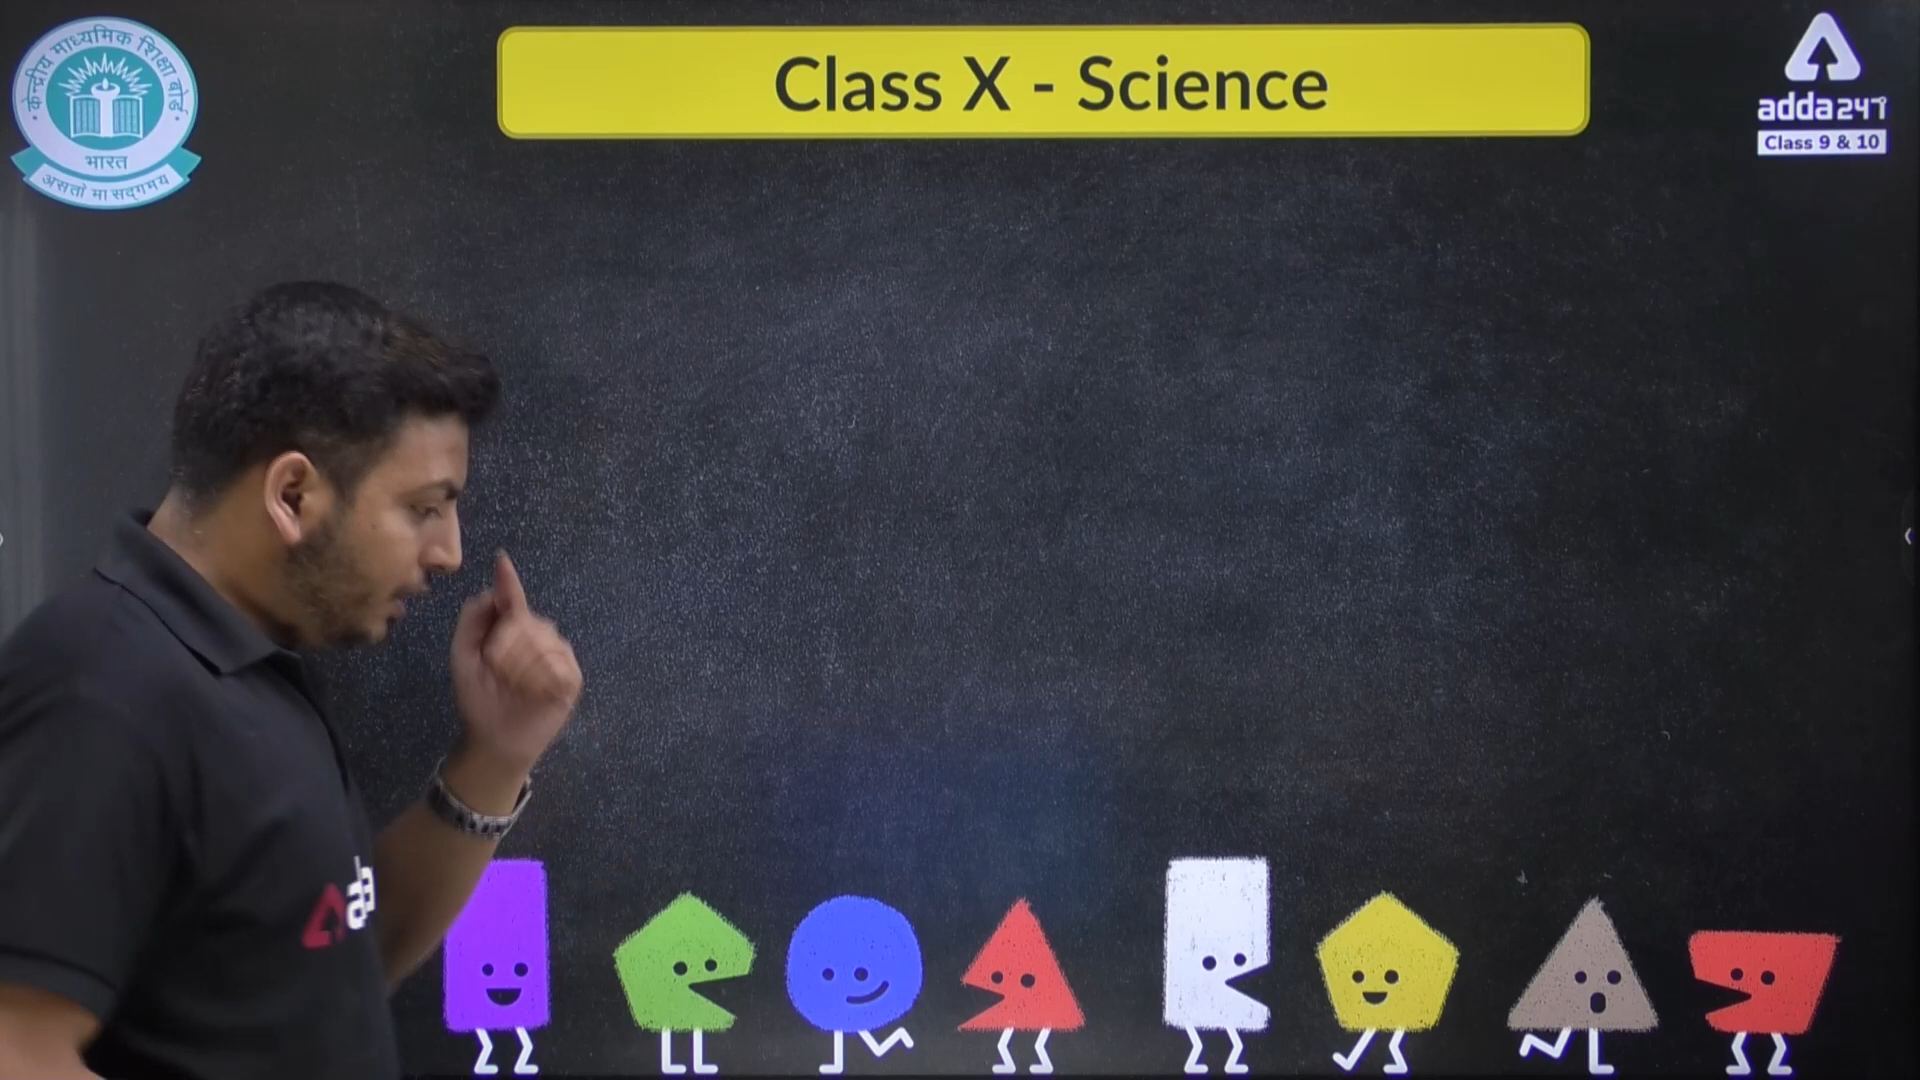 केन्द्रीय माध्यमिक शिक्षा बोर्ड
भारत
असतो मा सद्गमय
Class X - Science
adda247
Class 9 & 10